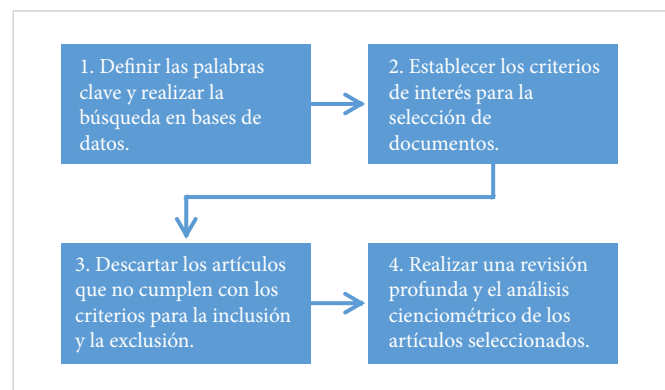 1. Definir las palabras
clave y realizar la
búsqueda en bases de
datos.
2. Establecer los criterios
de interés para la
selección de
documentos.
3. Descartar los artículos
que no cumplen con los
criterios para la inclusión
y la exclusión.
4. Realizar una revisión
profunda y el análisis
cienciométrico de los
artículos seleccionados.